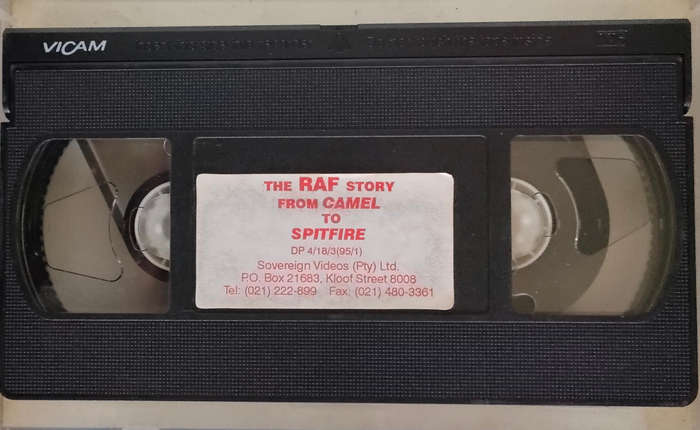 VICAM
VHS
THE RAF STORY
FROM CAMEL
TO
SPITFIRE
DP 4/18/3(95/1)
Sovereign Videos (Pty) Ltd.
P.O. Box 21683, Kloof Street 8008
Tel: (021) 222-899 Fax: (021) 480-3361